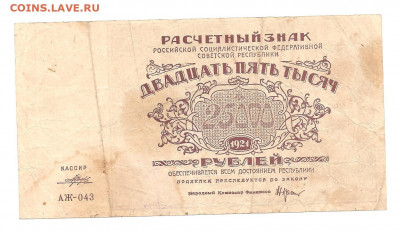 COINS.LAVE.RU
РАСЧЕТНЫЙ ЗНАК
РОССИЙСКОЙ СОЦИАЛИСТИЧЕСКОЙ ФЕДЕРАТИВНОЙ
СОВЕТСКОЙ РЕСПУБЛИКИ
ДВАДЦАТЬ ПЯТЬ ТЫСЯЧ
25000
1921
РУБЛЕЙ
ОБЕСПЕЧИВАЕТСЯ ВСЕМ ДОСТОЯНИЕМ РЕСПУБЛИКИ
ПОДДЕЛКА ПРЕСЛЕДУЕТСЯ ПО ЗАКОНУ
КАССИР
Народный Комиссар Финансов
АЖ-043